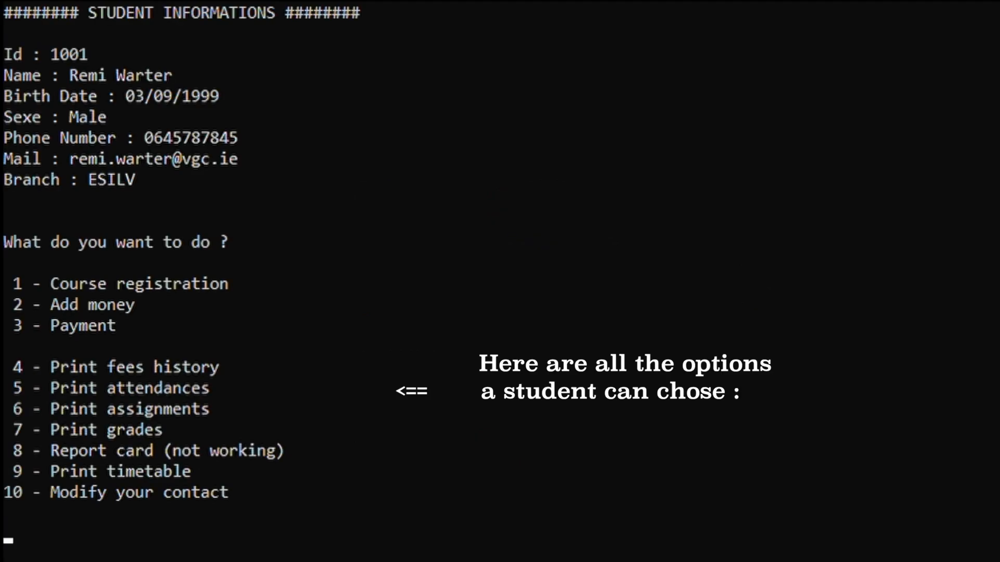 ######## STUDENT INFORMATIONS ########
Id : 1001
Name : Remi Warter
Birth Date : 03/09/1999
Sexe : Male
Phone Number : 0645787845
Mail : remi.warter@vgc.ie
Branch : ESILV
What do you want to do ?
1 - Course registration
2 - Add money
3 - Payment
4 - Print fees history
5 - Print attendances
6 - Print assignments
7 - Print grades
8 - Report card (not working)
9 - Print timetable
10 - Modify your contact
Here are all the options
<== a student can chose :